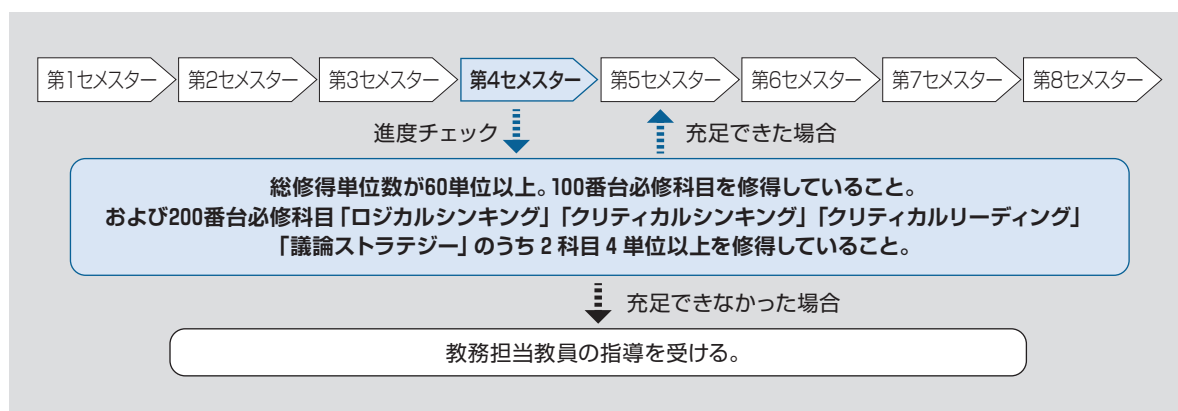 第1セメスター 第2セメスター 第3セメスター 第4セメスター 第5セメスター 第6セメスター 第7セメスター 第8セメスター
進度チェック 充足できた場合
総修得単位数が60単位以上。100番台必修科目を修得していること。
および200番台必修科目「ロジカルシンキング」「クリティカルシンキング」「クリティカルリーディング」
「議論ストラテジー」のうち2科目4単位以上を修得していること。
充足できなかった場合
教務担当教員の指導を受ける。